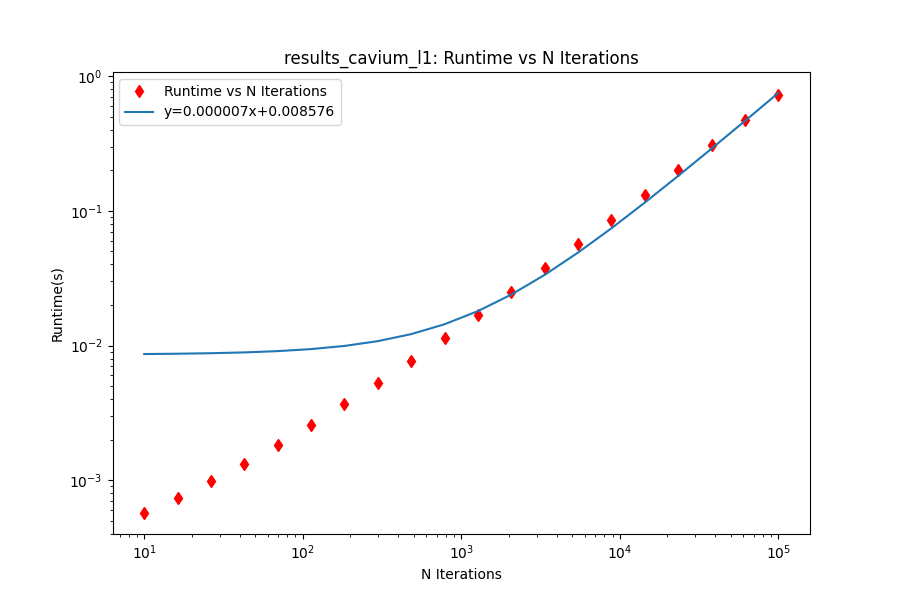 results_cavium_l1: Runtime vs N Iterations
Runtime vs N Iterations
y=0.000007x+0.008576
10⁰
10⁻¹
10⁻²
10⁻³
Runtime(s)
10¹ 10² 10³ 10⁴ 10⁵
N Iterations